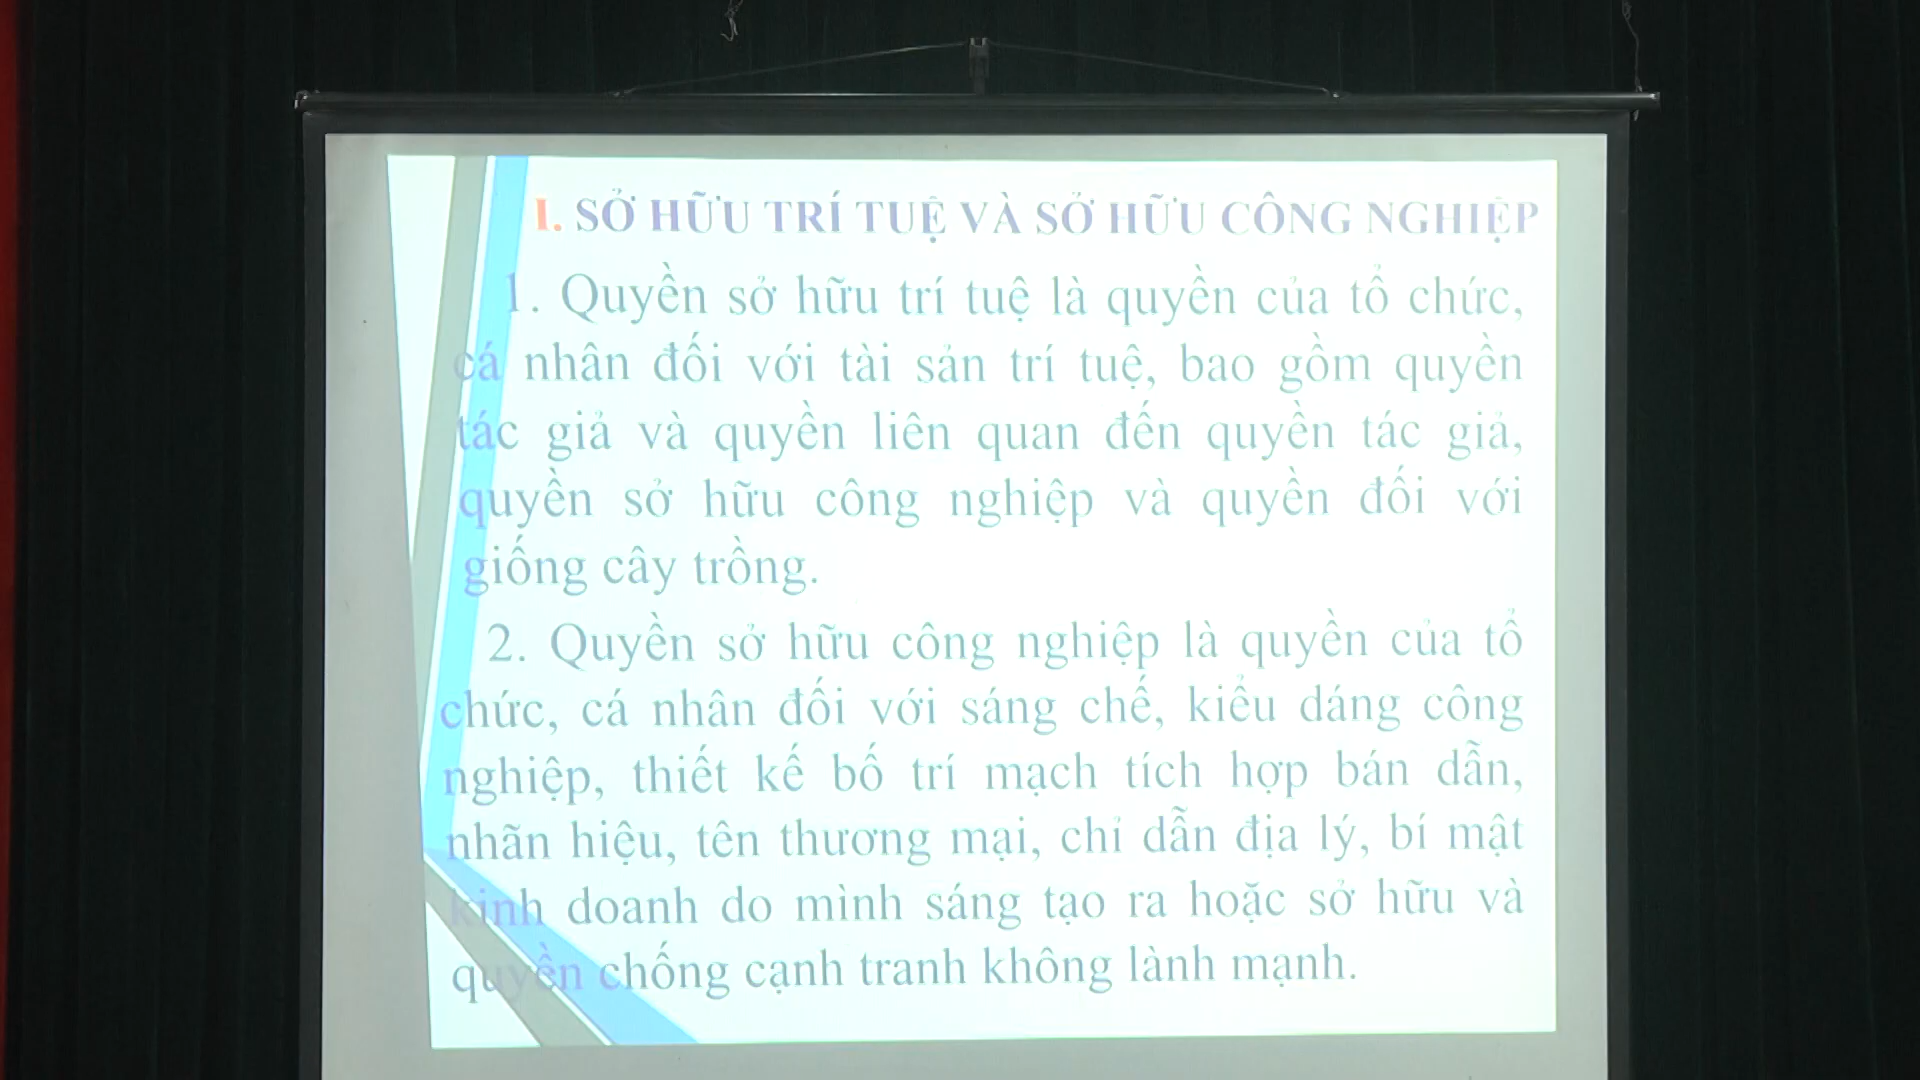 I. SỞ HỮU TRÍ TUỆ VÀ SỞ HỮU CÔNG NGHIỆP
1. Quyền sở hữu trí tuệ là quyền của tổ chức,
cá nhân đối với tài sản trí tuệ, bao gồm quyền
tác giả và quyền liên quan đến quyền tác giả,
quyền sở hữu công nghiệp và quyền đối với
giống cây trồng.
2. Quyền sở hữu công nghiệp là quyền của tổ
chức, cá nhân đối với sáng chế, kiểu dáng công
nghiệp, thiết kế bố trí mạch tích hợp bán dẫn,
nhãn hiệu, tên thương mại, chỉ dẫn địa lý, bí mật
kinh doanh do mình sáng tạo ra hoặc sở hữu và
quyền chống cạnh tranh không lành mạnh.